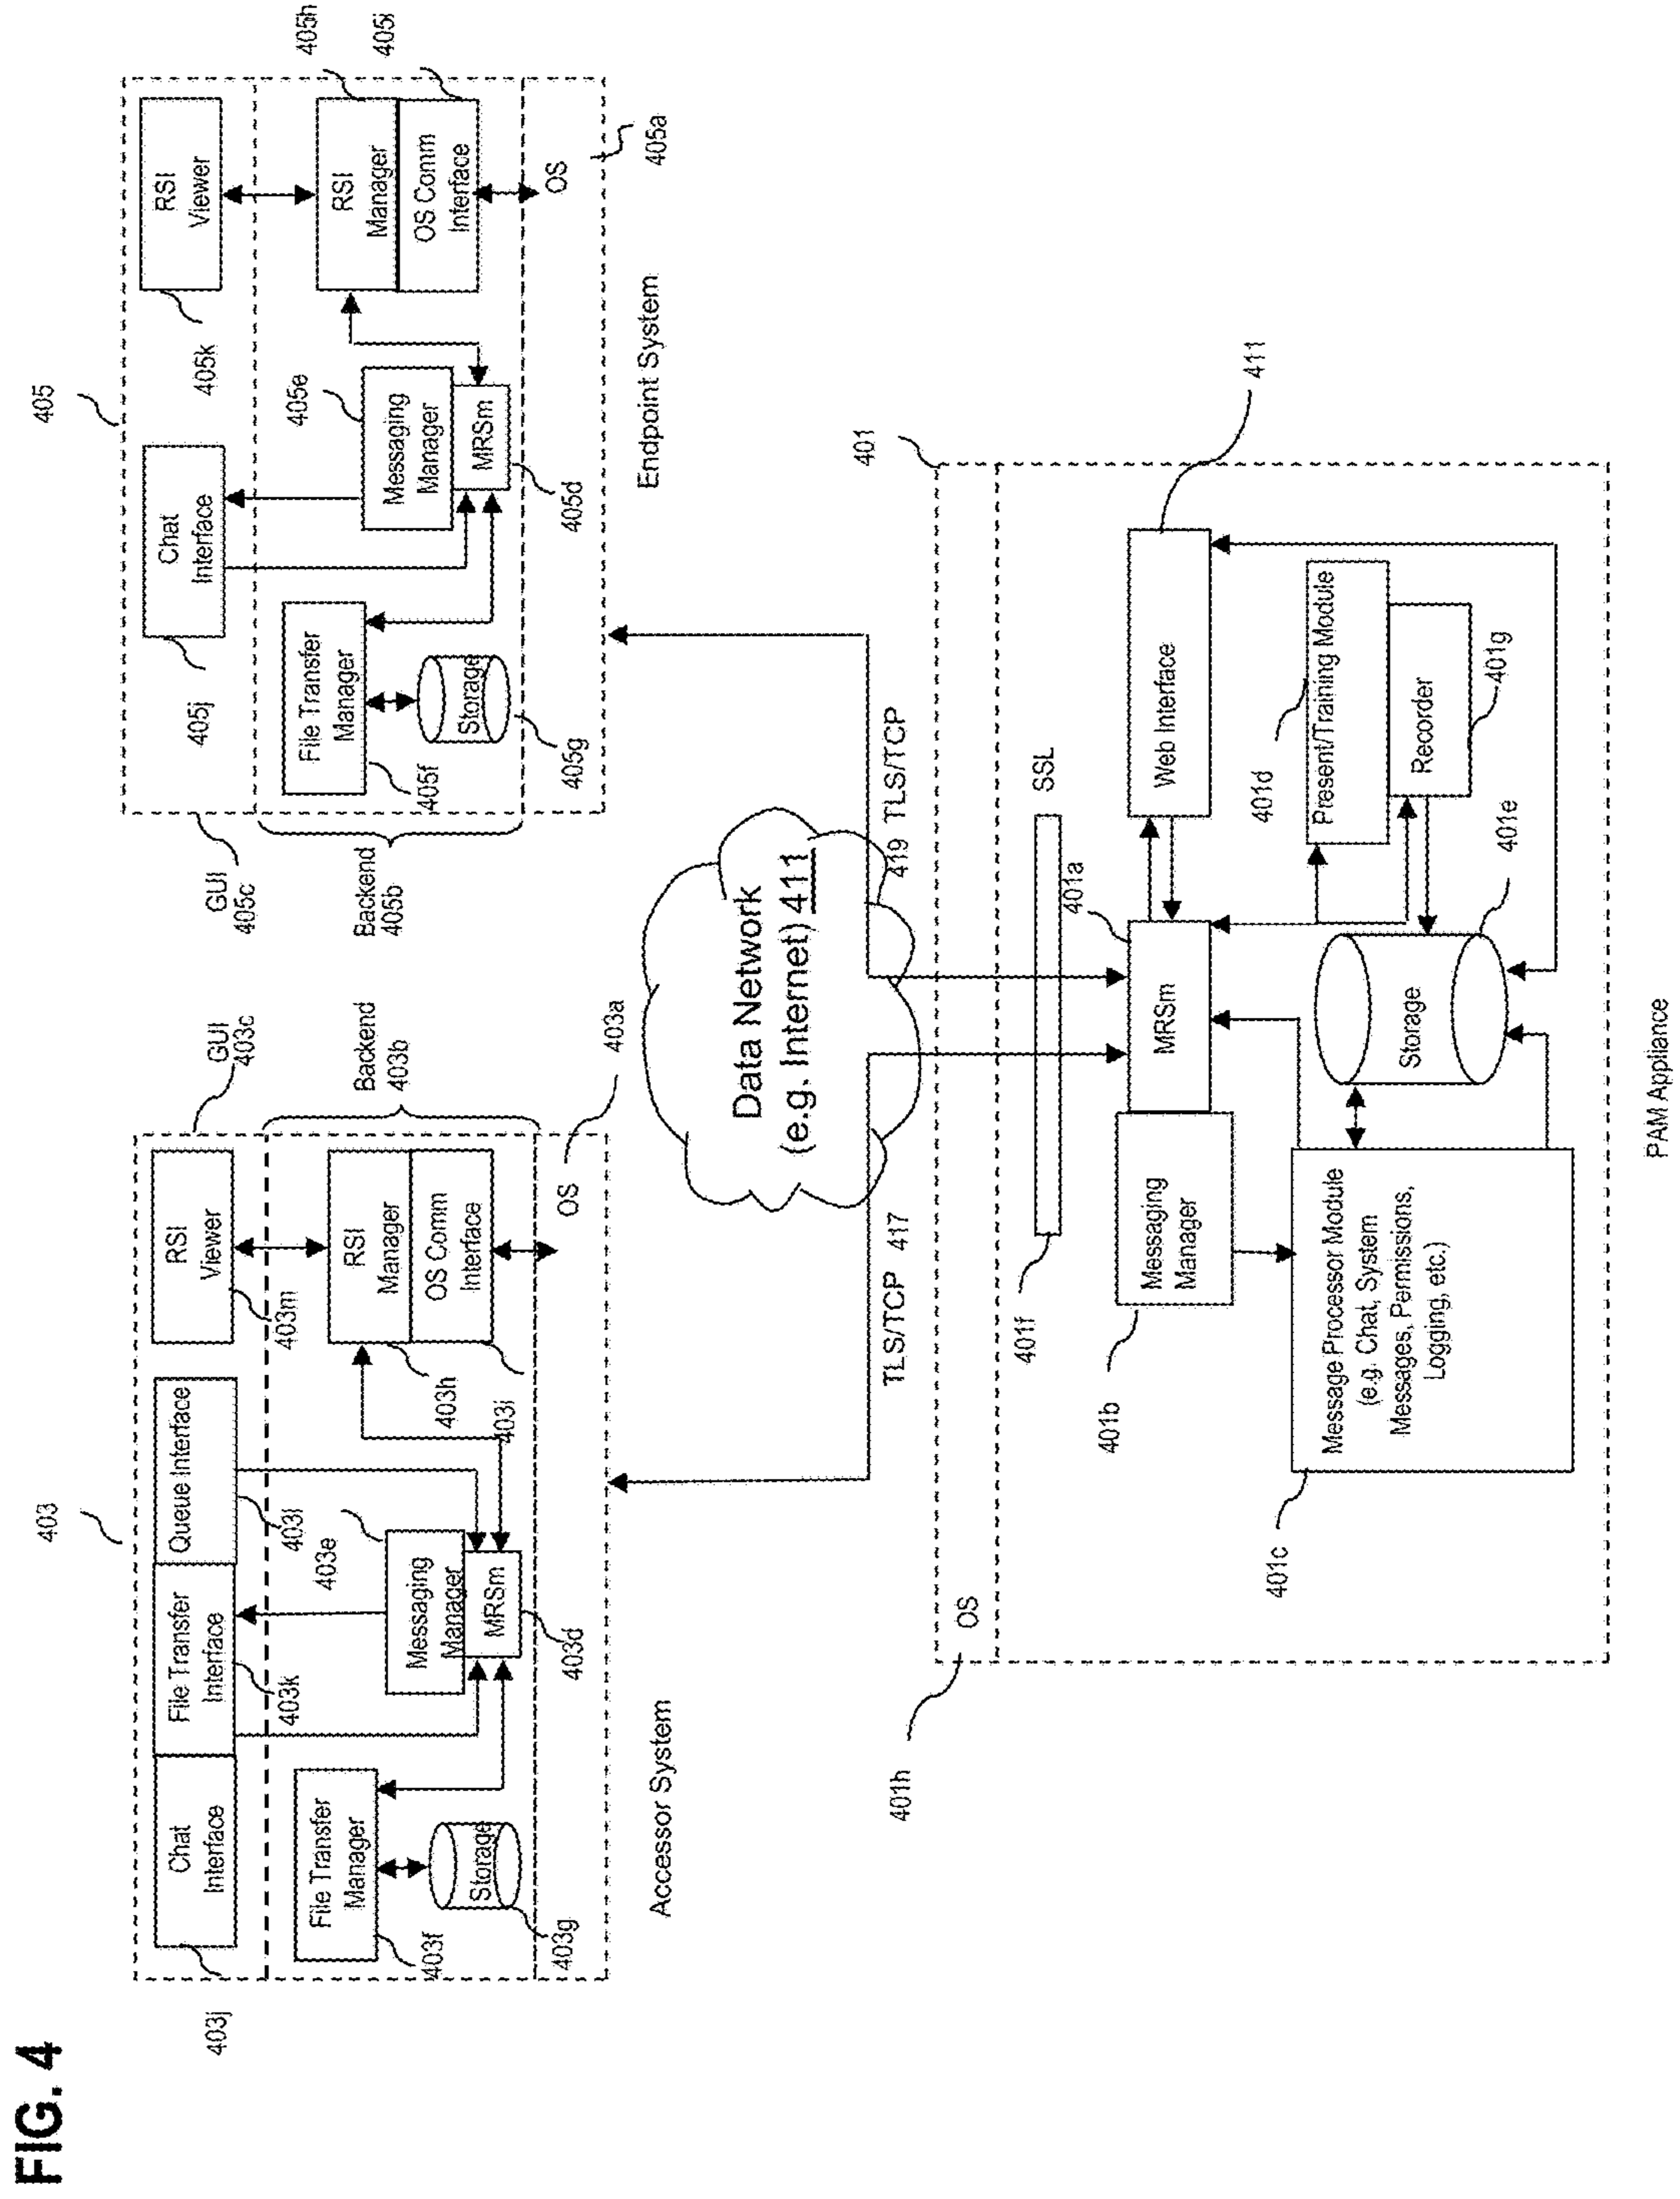 FIG. 4
403
403j
Chat
Interface
File Transfer
Interface
403k
Queue Interface
403l
RSI
Viewer
403m
GUI
403c
File Transfer
Manager
403f
Storage
403g
Messaging
Manager
403e
MRSm
403d
RSI
Manager
403h
OS Comm
Interface
403i
Backend
403b
OS
403a
Accessor System
405
405j
Chat
Interface
RSI
Viewer
405k
GUI
405c
File Transfer
Manager
405f
Storage
405g
Messaging
Manager
405e
MRSm
405d
RSI
Manager
405h
OS Comm
Interface
405i
Backend
405b
OS
405a
Endpoint System
Data Network
(e.g. Internet) 411
TLS/TCP 417
419 TLS/TCP
401
401h
OS
401f
SSL
401a
MRSm
Messaging
Manager
401b
Web Interface
411
Message Processor Module
(e.g. Chat, System
Messages, Permissions,
Logging, etc.)
401c
Storage
401e
Present/Training Module
401d
Recorder
401g
PAM Appliance